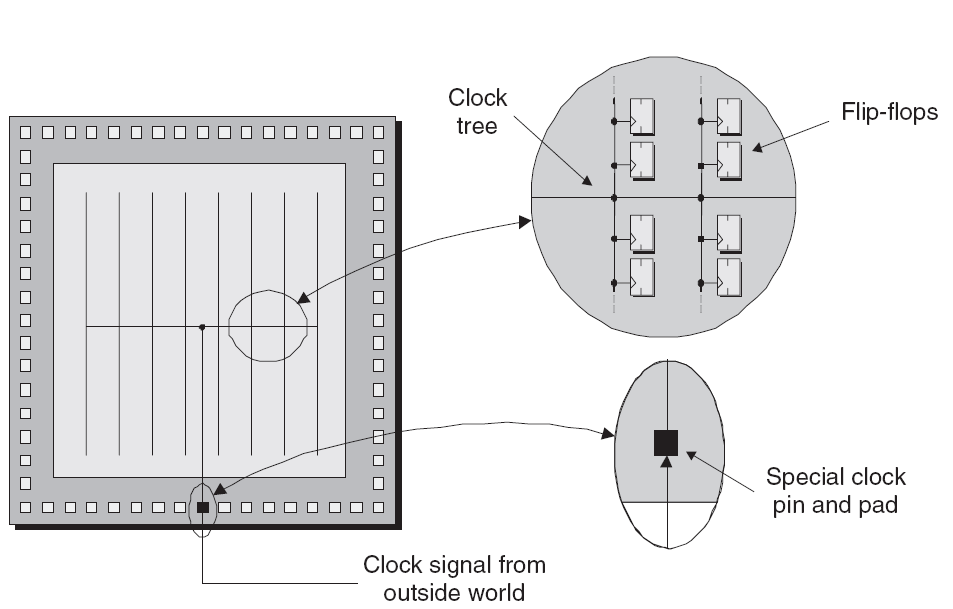 Clock
tree
Flip-flops
Special clock
pin and pad
Clock signal from
outside world